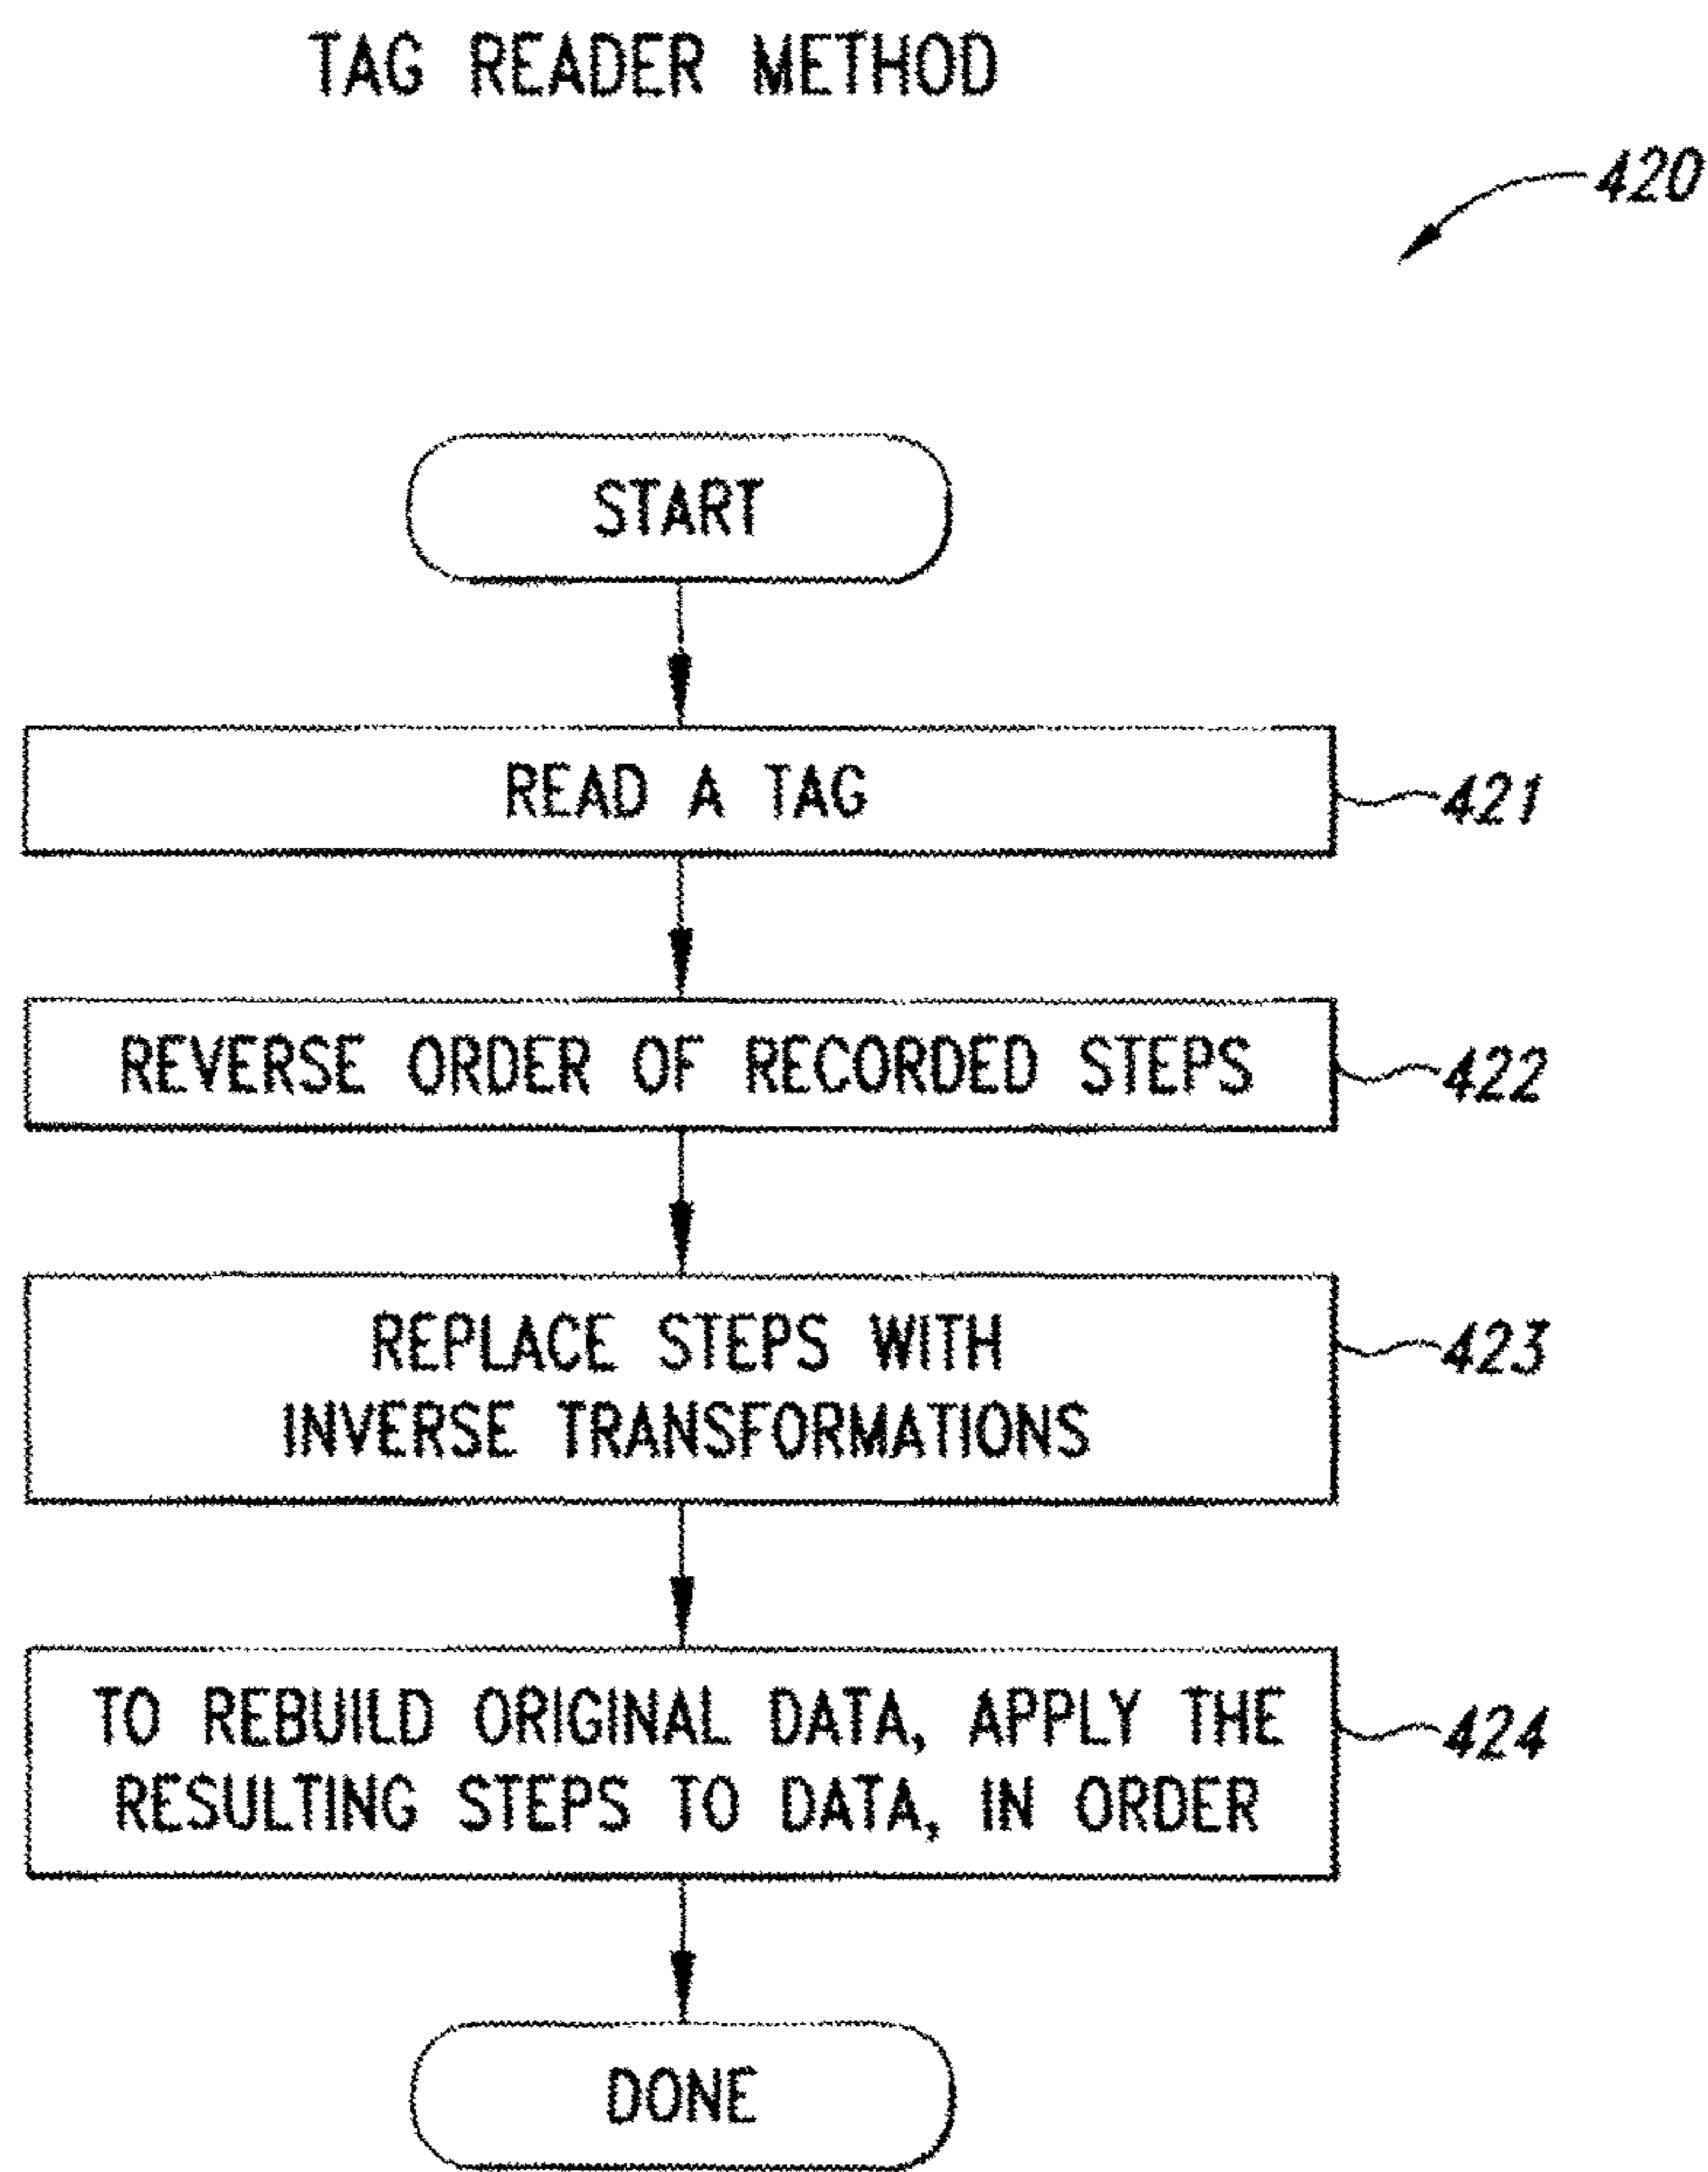 TAG READER METHOD
420
START
READ A TAG
421
REVERSE ORDER OF RECORDED STEPS
422
REPLACE STEPS WITH
INVERSE TRANSFORMATIONS
423
TO REBUILD ORIGINAL DATA, APPLY THE
RESULTING STEPS TO DATA, IN ORDER
424
DONE